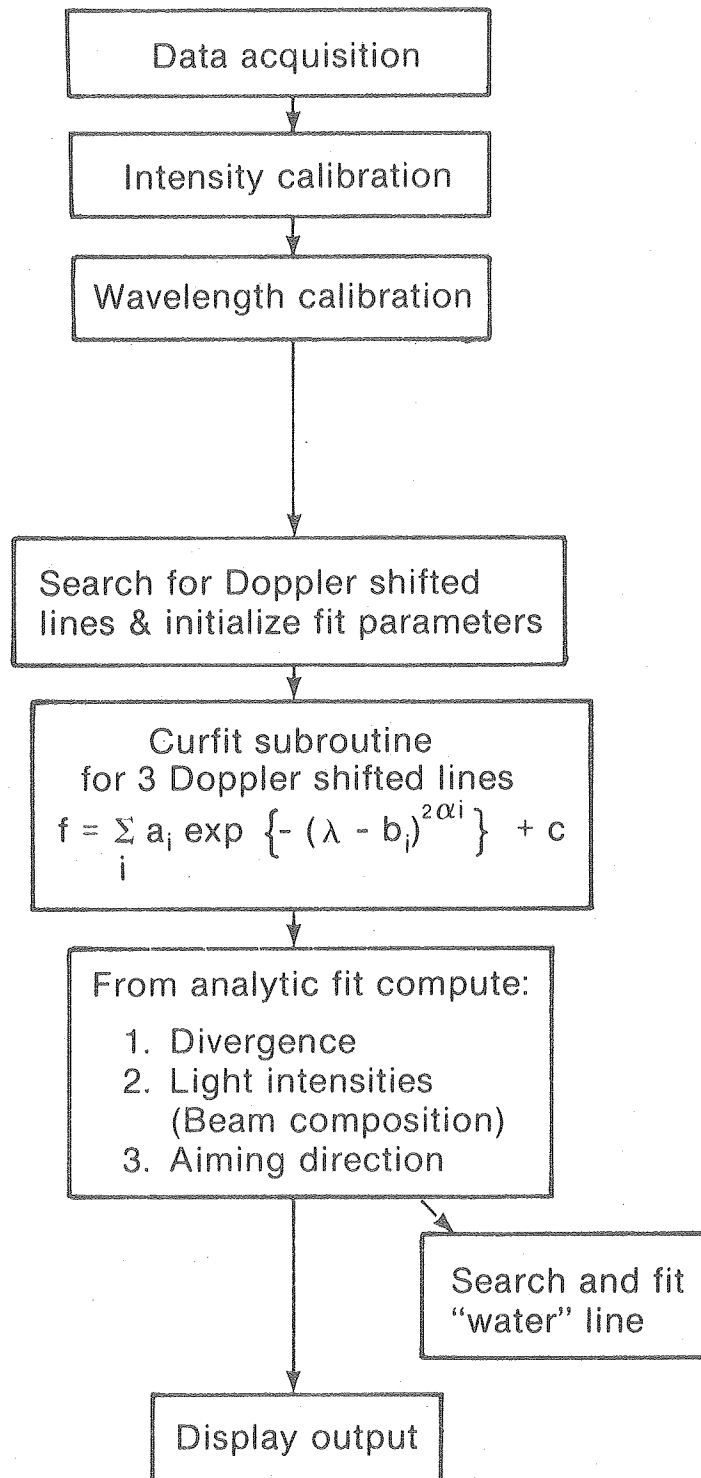 Data acquisition
Intensity calibration
Wavelength calibration
Search for Doppler shifted
lines & initialize fit parameters
Curfit subroutine
for 3 Doppler shifted lines
f = Σ a_i exp {- (λ - b_i)^{2αi}} + c
i
From analytic fit compute:
1. Divergence
2. Light intensities
(Beam composition)
3. Aiming direction
Search and fit
“water” line
Display output